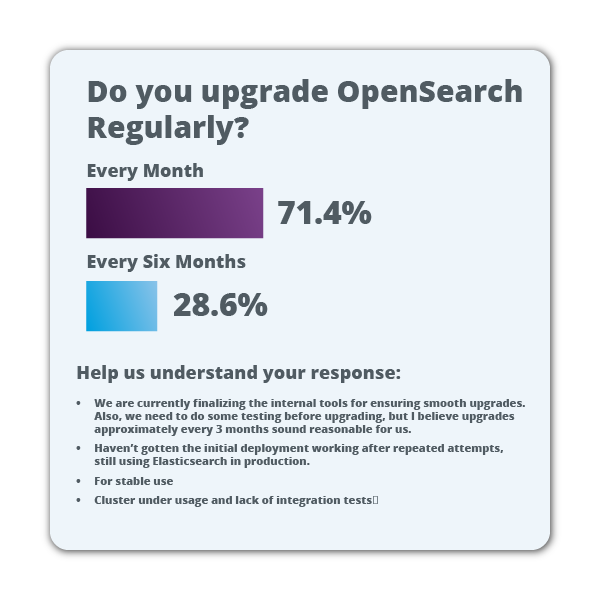 Do you upgrade OpenSearch
Regularly?
Every Month
71.4%
Every Six Months
28.6%
Help us understand your response:
• We are currently finalizing the internal tools for ensuring smooth upgrades.
Also, we need to do some testing before upgrading, but I believe upgrades
approximately every 3 months sound reasonable for us.
• Haven’t gotten the initial deployment working after repeated attempts,
still using Elasticsearch in production.
• For stable use
• Cluster under usage and lack of integration tests